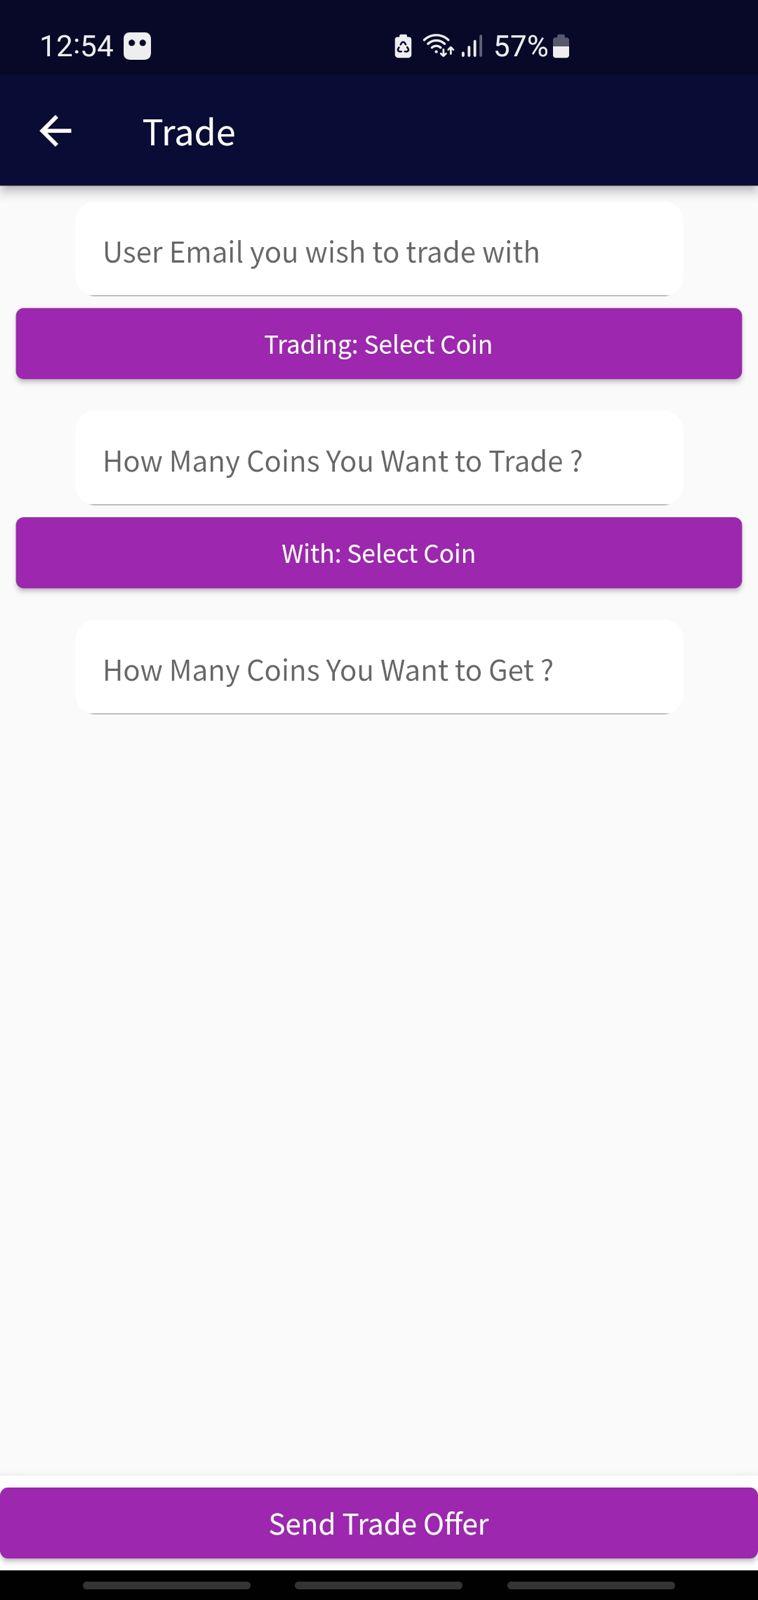 12:54 57%
Trade
User Email you wish to trade with
Trading: Select Coin
How Many Coins You Want to Trade ?
With: Select Coin
How Many Coins You Want to Get ?
Send Trade Offer